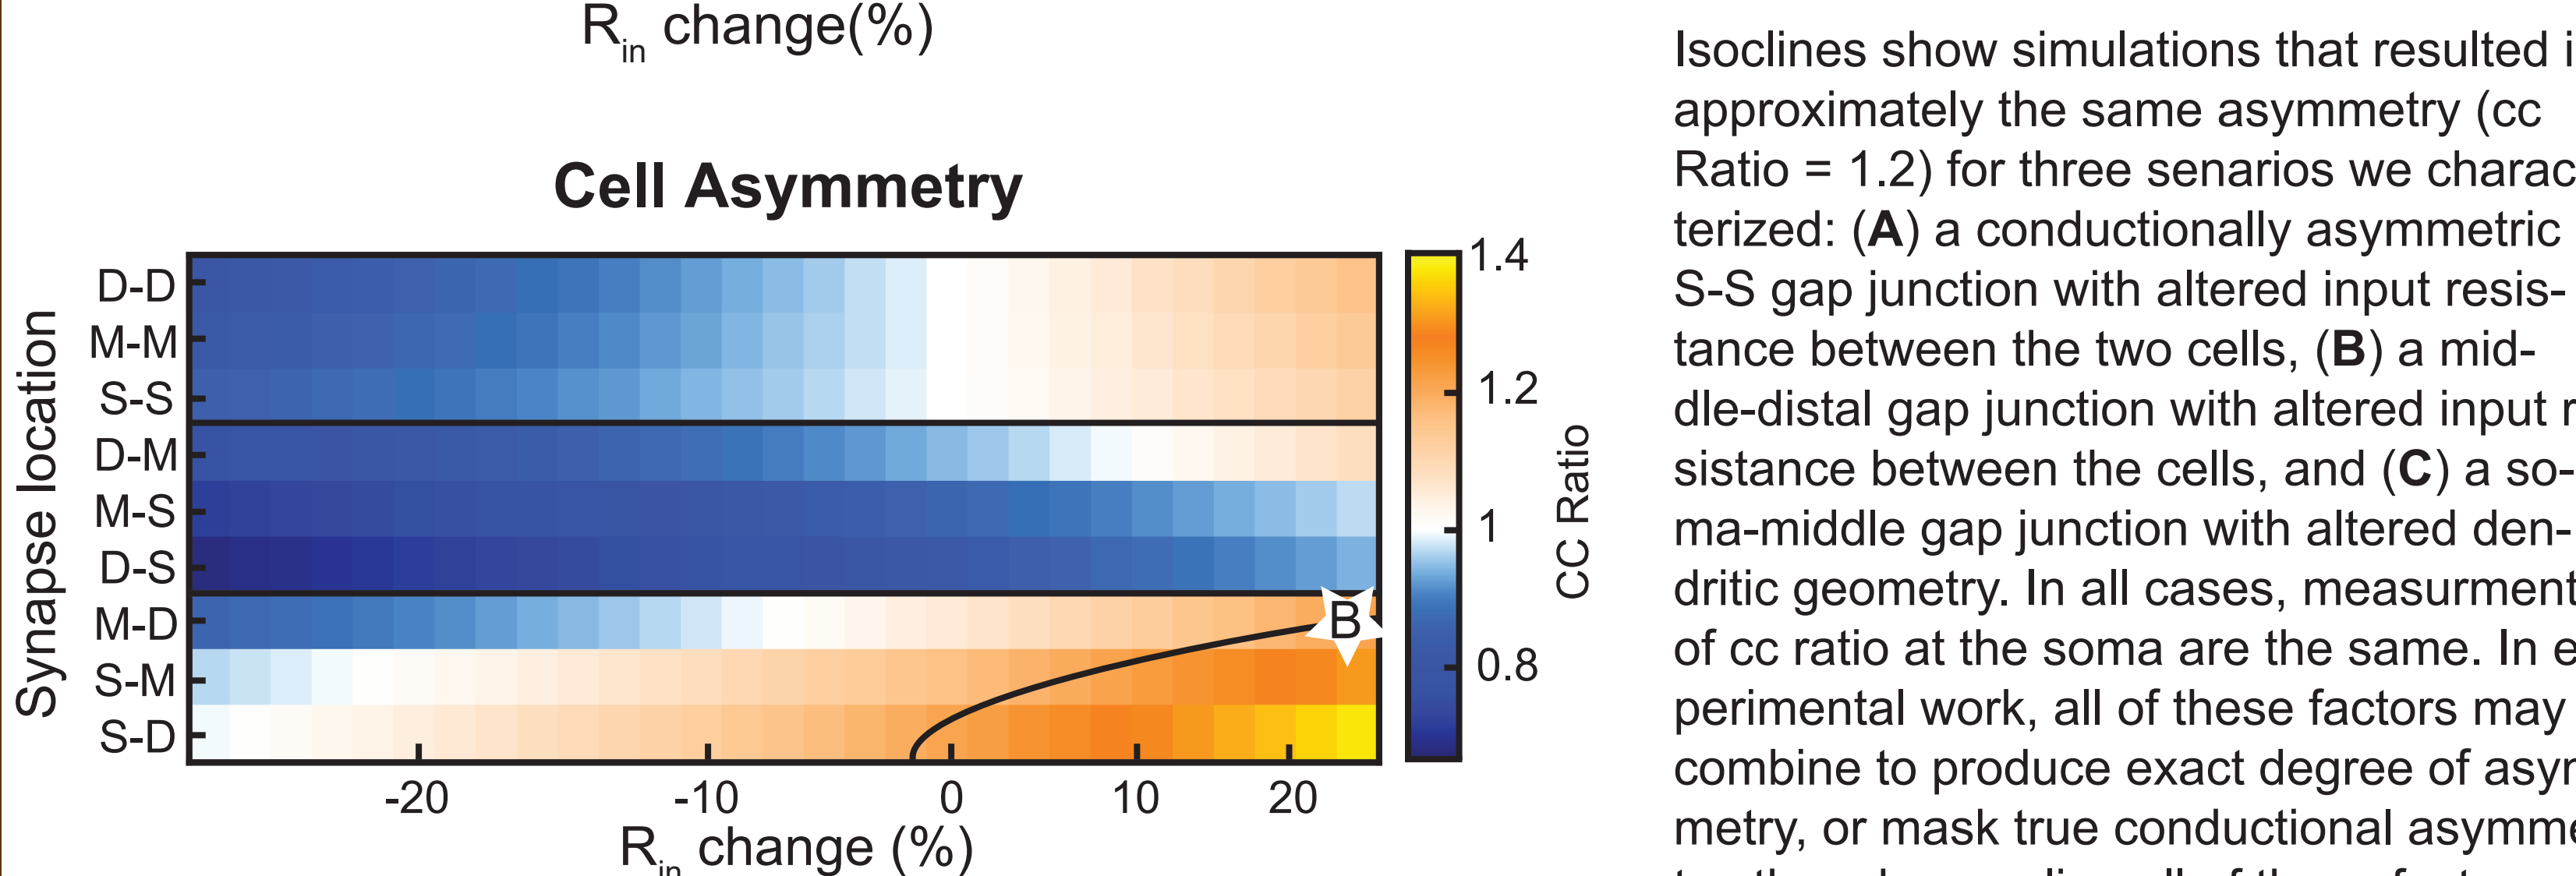 R_in change(%)
Cell Asymmetry
Synapse location
D-D
M-M
S-S
D-M
M-S
D-S
M-D
S-M
S-D
B
-20
-10
0
10
20
R_in change (%)
1.4
1.2
1
0.8
CC Ratio
Isoclines show simulations that resulted
approximately the same asymmetry (cc
Ratio = 1.2) for three senarios we charac
terized: (A) a conductionally asymmetric
S-S gap junction with altered input resis-
tance between the two cells, (B) a mid-
dle-distal gap junction with altered input
sistance between the cells, and (C) a so-
ma-middle gap junction with altered den-
dritic geometry. In all cases, measurment
of cc ratio at the soma are the same. In
perimental work, all of these factors may
combine to produce exact degree of
metry, or mask true conductional